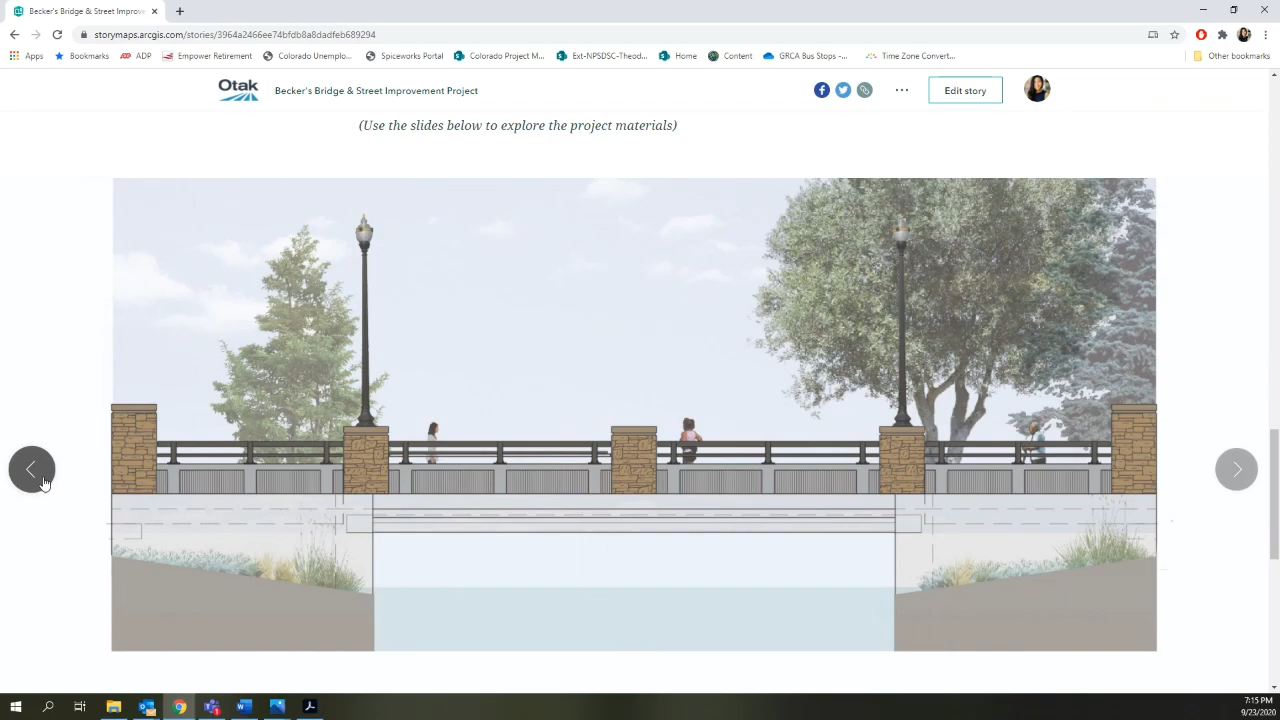 Becker's Bridge & Street Improve
storymaps.arcgis.com/stories/3964a2466ee74bfdb8a8dadfeb689294
Apps Bookmarks ADP Empower Retirement Colorado Unemplo... Spiceworks Portal Colorado Project M... Ext-NPSDSC-Theod... Home Content GRCA Bus Stops -... Time Zone Convert... Other bookmarks
Otak Becker's Bridge & Street Improvement Project ... Edit story
(Use the slides below to explore the project materials)
7:15 PM
9/23/2020